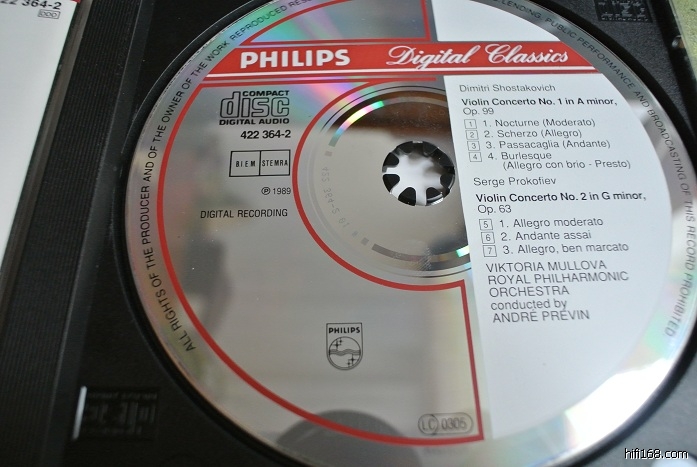 22 364-2
DDD
ALL RIGHTS OF THE PRODUCER AND OF THE OWNER OF THE WORK REPRODUCED RESERVED
LENDING, PUBLIC PERFORMANCE AND BROADCASTING OF THIS RECORD PROHIBITED
PHILIPS Digital Classics
COMPACT
disc
DIGITAL AUDIO
422 364-2
B.I.E.M STEMRA
℗ 1989
DIGITAL RECORDING
Dimitri Shostakovich
Violin Concerto No. 1 in A minor,
Op. 99
1 1. Nocturne (Moderato)
2 2. Scherzo (Allegro)
3 3. Passacaglia (Andante)
4 4. Burlesque
(Allegro con brio - Presto)
Serge Prokofiev
Violin Concerto No. 2 in G minor,
Op. 63
5 1. Allegro moderato
6 2. Andante assai
7 3. Allegro, ben marcato
VIKTORIA MULLOVA
ROYAL PHILHARMONIC
ORCHESTRA
conducted by
ANDRÉ PREVIN
PHILIPS
LC 0305
hifi168.com